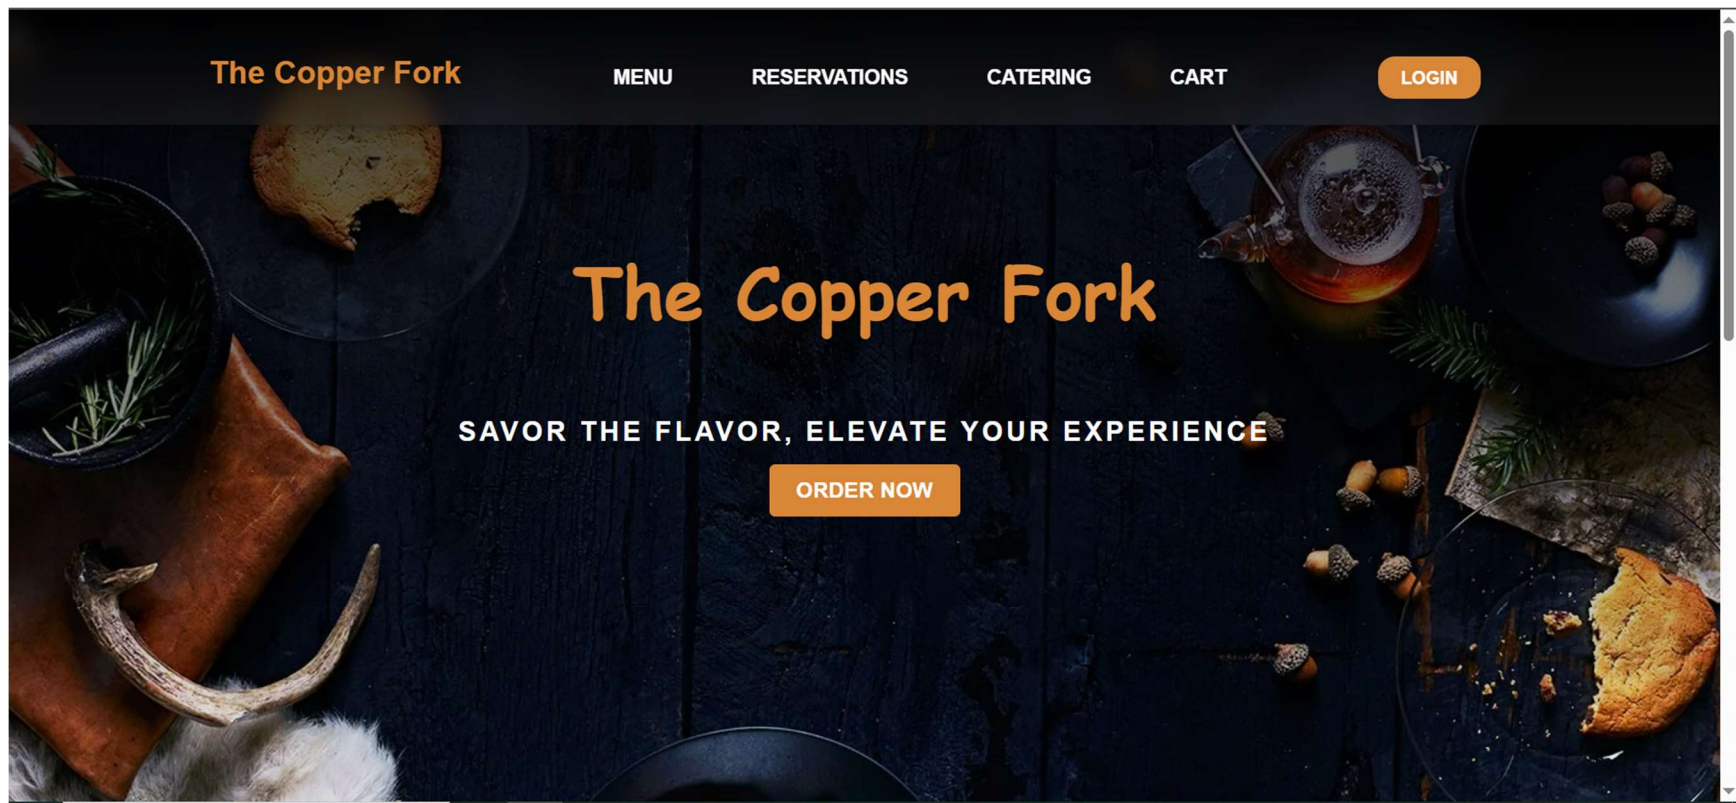 The Copper Fork
MENU
RESERVATIONS
CATERING
CART
LOGIN
The Copper Fork
SAVOR THE FLAVOR, ELEVATE YOUR EXPERIENCE
ORDER NOW